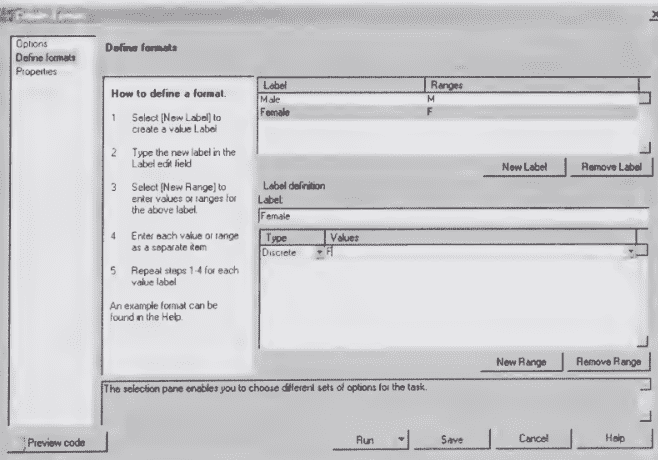 Options
Define formats
Properties
Define formats
How to define a format.
1 Select [New Label] to
create a value Label
2 Type the new label in the
Label edit field
3 Select [New Range] to
enter values or ranges for
the above label.
4 Enter each value or range
as a separate item
5 Repeat steps 1-4 for each
value label
An example format can be
found in the Help.
Label Ranges
Male M
Female F
New Label Remove Label
Label definition
Label:
Female
Type Values
Discrete F
New Range Remove Range
The selection pane enables you to choose different sets of options for the task.
Preview code Run Save Cancel Help